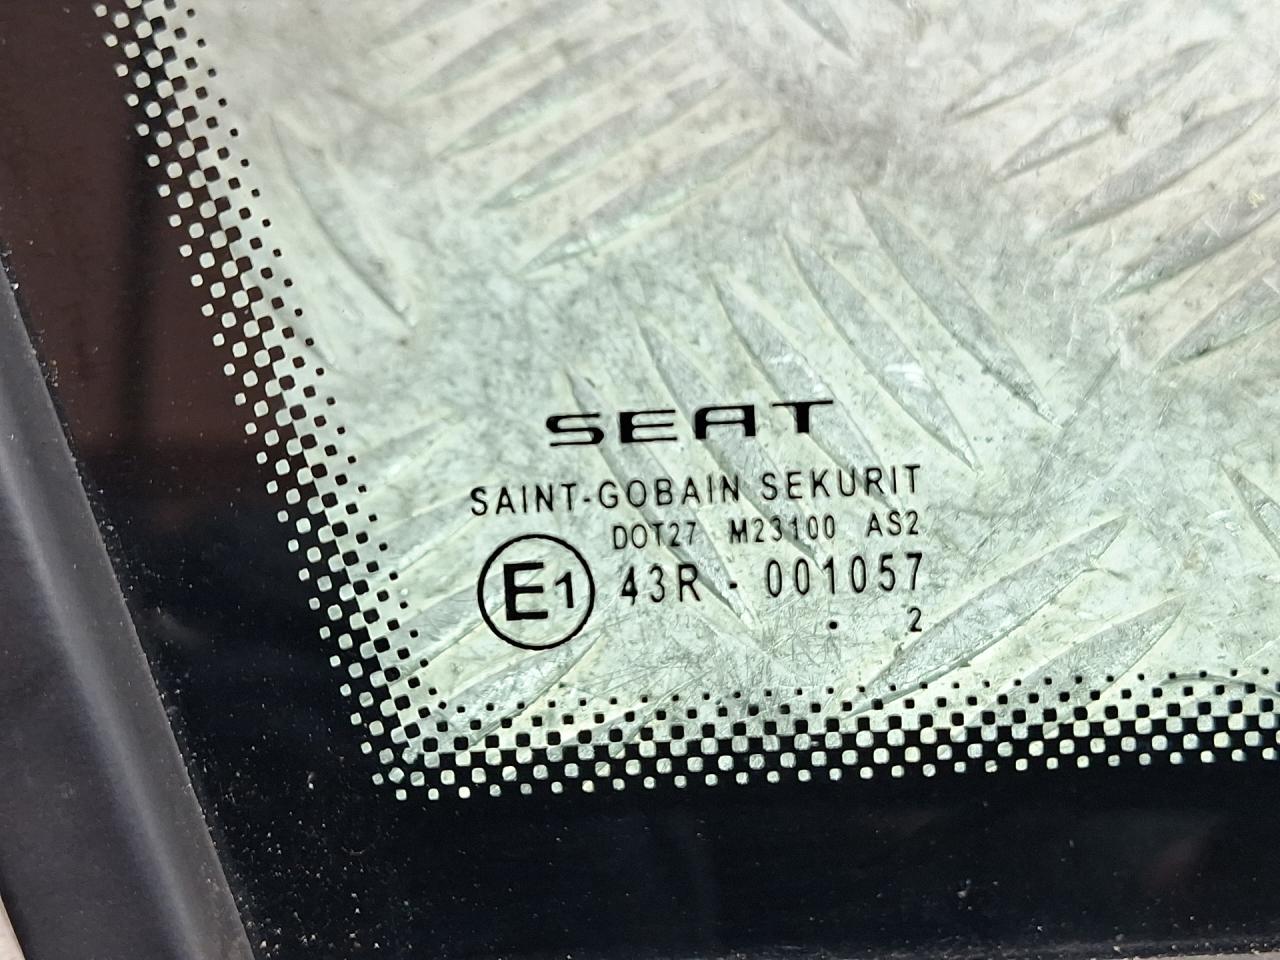 SEAT
SAINT-GOBAIN SEKURIT
DOT27 M23100 AS2
E1 43R - 001057
. 2